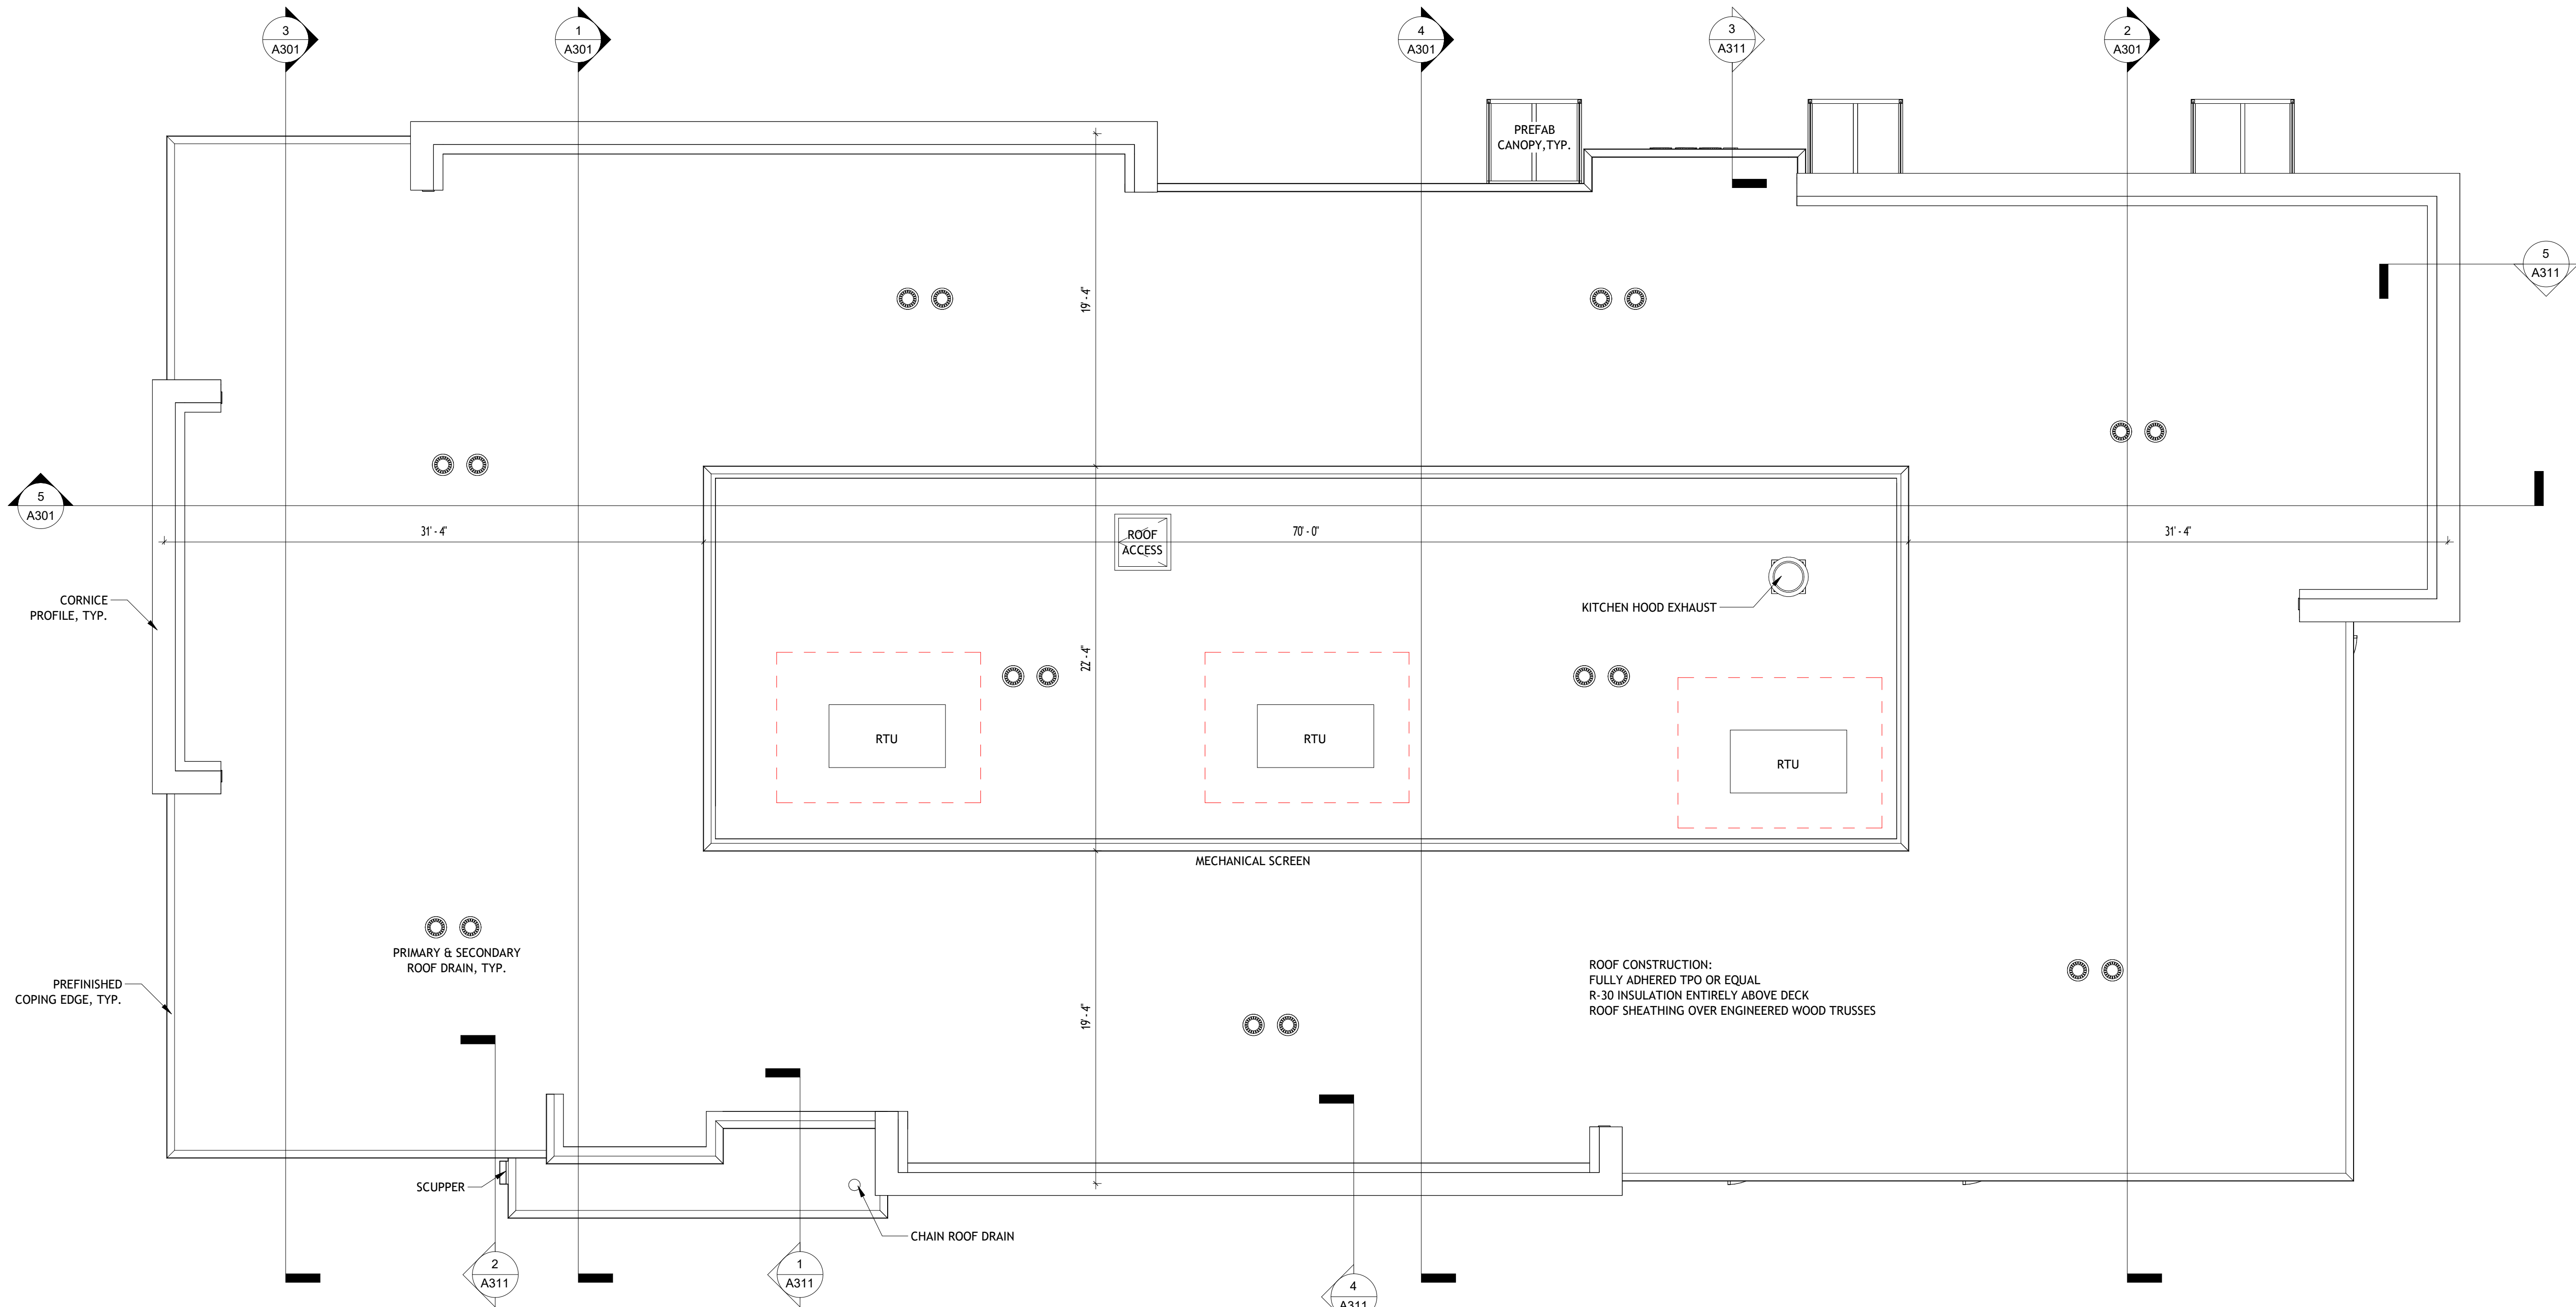 3
A301
1
A301
4
A301
3
A311
2
A301
PREFAB
CANOPY,TYP.
5
A311
19' - 4"
5
A301
31' - 4"
ROOF
ACCESS
70' - 0"
31' - 4"
CORNICE
PROFILE, TYP.
KITCHEN HOOD EXHAUST
22' - 4"
RTU
RTU
RTU
MECHANICAL SCREEN
PRIMARY & SECONDARY
ROOF DRAIN, TYP.
PREFINISHED
COPING EDGE, TYP.
ROOF CONSTRUCTION:
FULLY ADHERED TPO OR EQUAL
R-30 INSULATION ENTIRELY ABOVE DECK
ROOF SHEATHING OVER ENGINEERED WOOD TRUSSES
19' - 4"
SCUPPER
CHAIN ROOF DRAIN
2
A311
1
A311
4
A311